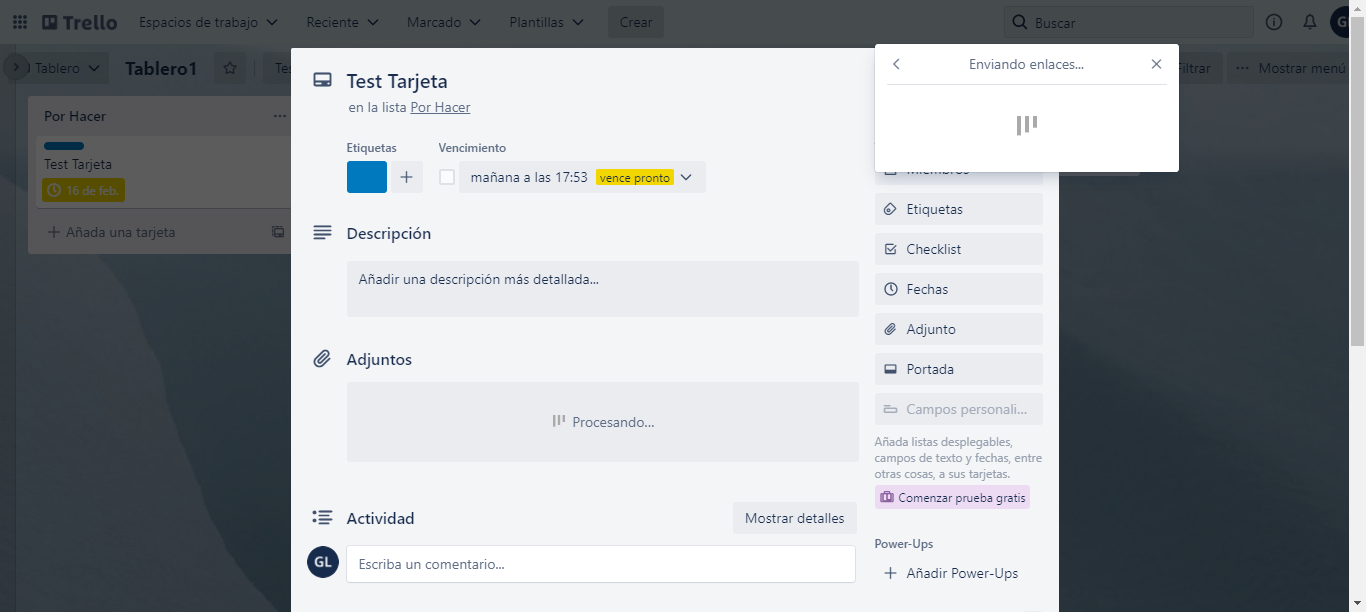 Trello
Espacios de trabajo
Reciente
Marcado
Plantillas
Crear
Buscar
G
Tablero
Tablero1
Filtrar
Mostrar menú
Por Hacer
Test Tarjeta
16 de feb.
Añada una tarjeta
Test Tarjeta
en la lista Por Hacer
Etiquetas
Vencimiento
mañana a las 17:53 vence pronto
Descripción
Añadir una descripción más detallada...
Adjuntos
Procesando...
Actividad
Mostrar detalles
GL
Escriba un comentario...
Enviando enlaces...
Miembros
Etiquetas
Checklist
Fechas
Adjunto
Portada
Campos personali...
Añada listas desplegables,
campos de texto y fechas, entre
otras cosas, a sus tarjetas.
Comenzar prueba gratis
Power-Ups
Añadir Power-Ups